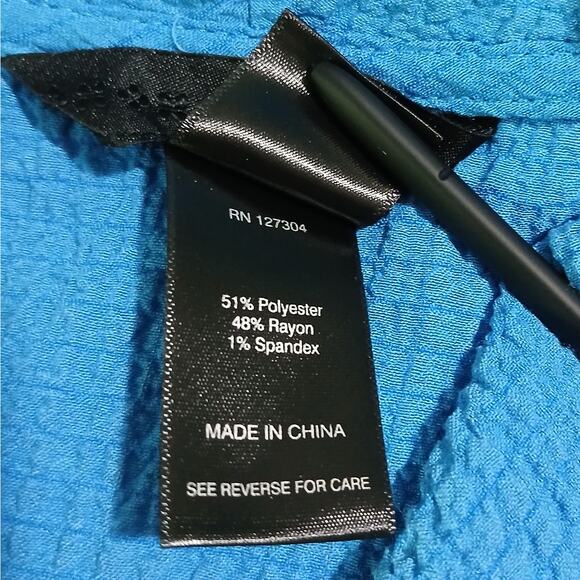 RN 127304
51% Polyester
48% Rayon
1% Spandex
MADE IN CHINA
SEE REVERSE FOR CARE